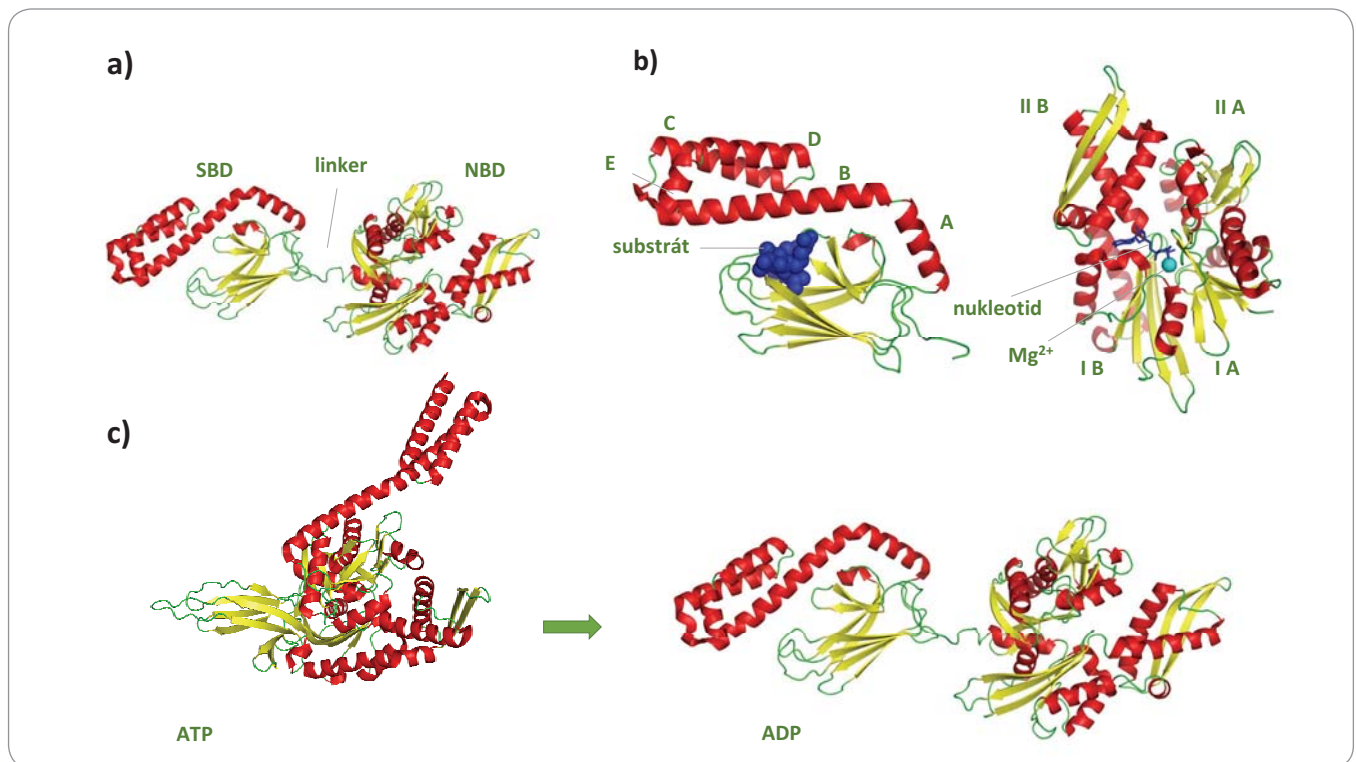 a)
SBD
linker
NBD
b)
C
D
E
B
A
substrát
II B
II A
nukleotid
Mg²⁺
I B
I A
c)
ATP
ADP